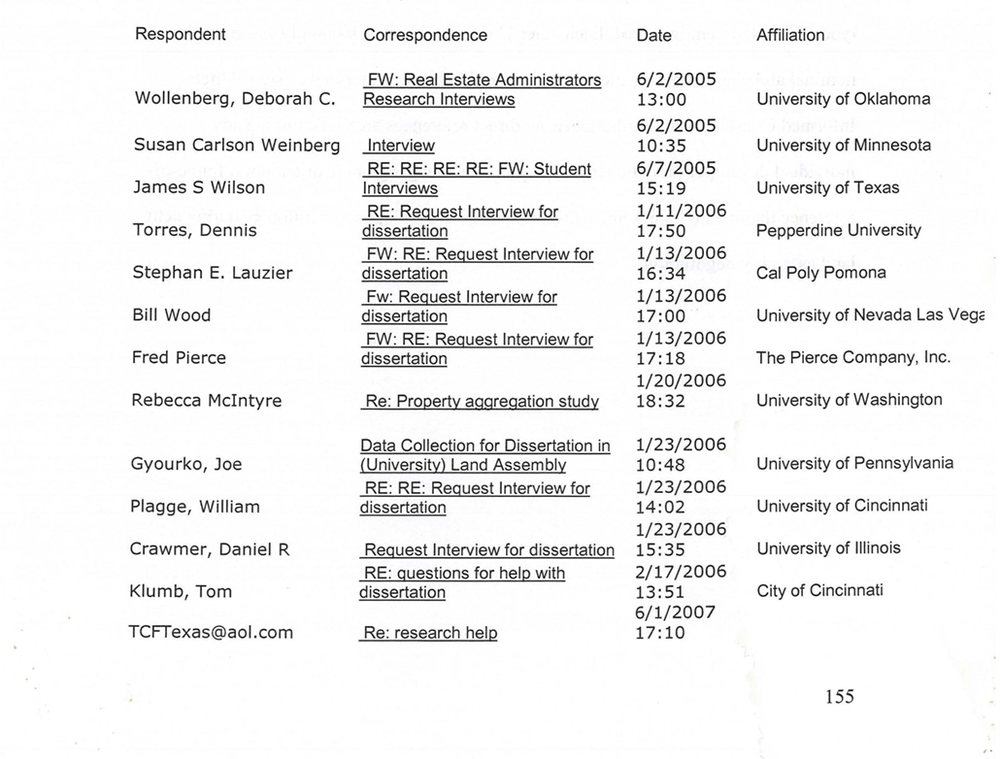 Respondent Correspondence Date Affiliation
FW: Real Estate Administrators 6/2/2005
Wollenberg, Deborah C. Research Interviews 13:00 University of Oklahoma
6/2/2005
Susan Carlson Weinberg Interview 10:35 University of Minnesota
RE: RE: RE: RE: FW: Student 6/7/2005
James S Wilson Interviews 15:19 University of Texas
RE: Request Interview for 1/11/2006
Torres, Dennis dissertation 17:50 Pepperdine University
FW: RE: Request Interview for 1/13/2006
Stephan E. Lauzier dissertation 16:34 Cal Poly Pomona
Fw: Request Interview for 1/13/2006
Bill Wood dissertation 17:00 University of Nevada Las Vega
FW: RE: Request Interview for 1/13/2006
Fred Pierce dissertation 17:18 The Pierce Company, Inc.
1/20/2006
Rebecca McIntyre Re: Property aggregation study 18:32 University of Washington
Data Collection for Dissertation in 1/23/2006
Gyourko, Joe (University) Land Assembly 10:48 University of Pennsylvania
RE: RE: Request Interview for 1/23/2006
Plagge, William dissertation 14:02 University of Cincinnati
1/23/2006
Crawmer, Daniel R Request Interview for dissertation 15:35 University of Illinois
RE: questions for help with 2/17/2006
Klumb, Tom dissertation 13:51 City of Cincinnati
6/1/2007
TCFTexas@aol.com Re: research help 17:10
155